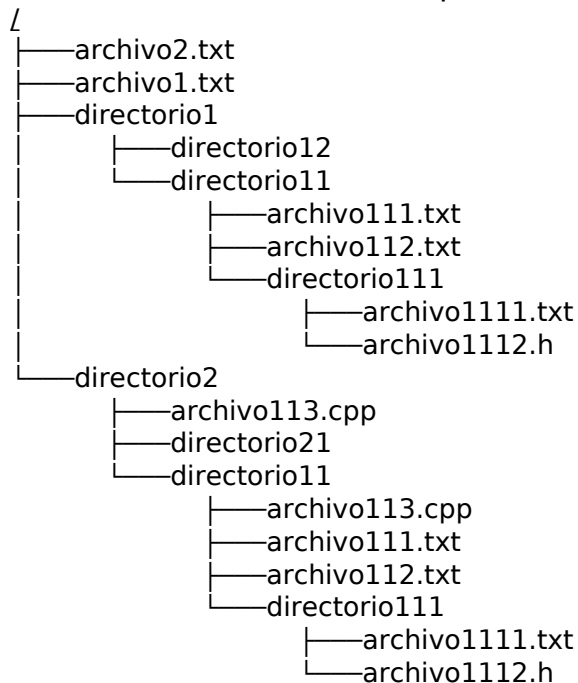 /
├───archivo2.txt
├───archivo1.txt
├───directorio1
│ ├───directorio12
│ └───directorio11
│ ├───archivo111.txt
│ ├───archivo112.txt
│ └───directorio111
│ ├───archivo1111.txt
│ └───archivo1112.h
└───directorio2
├───archivo113.cpp
├───directorio21
└───directorio11
├───archivo113.cpp
├───archivo111.txt
├───archivo112.txt
└───directorio111
├───archivo1111.txt
└───archivo1112.h